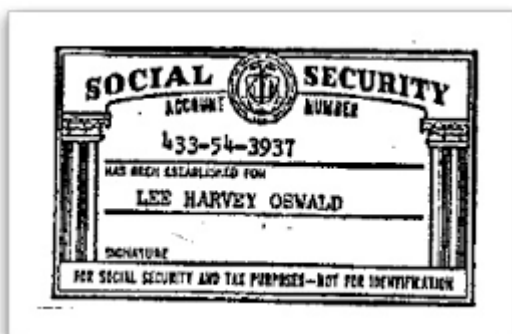 SOCIAL SECURITY
ACCOUNT NUMBER
433-54-3937
HAS BEEN ESTABLISHED FOR
LEE HARVEY OSWALD
SIGNATURE
FOR SOCIAL SECURITY AND TAX PURPOSES—NOT FOR IDENTIFICATION